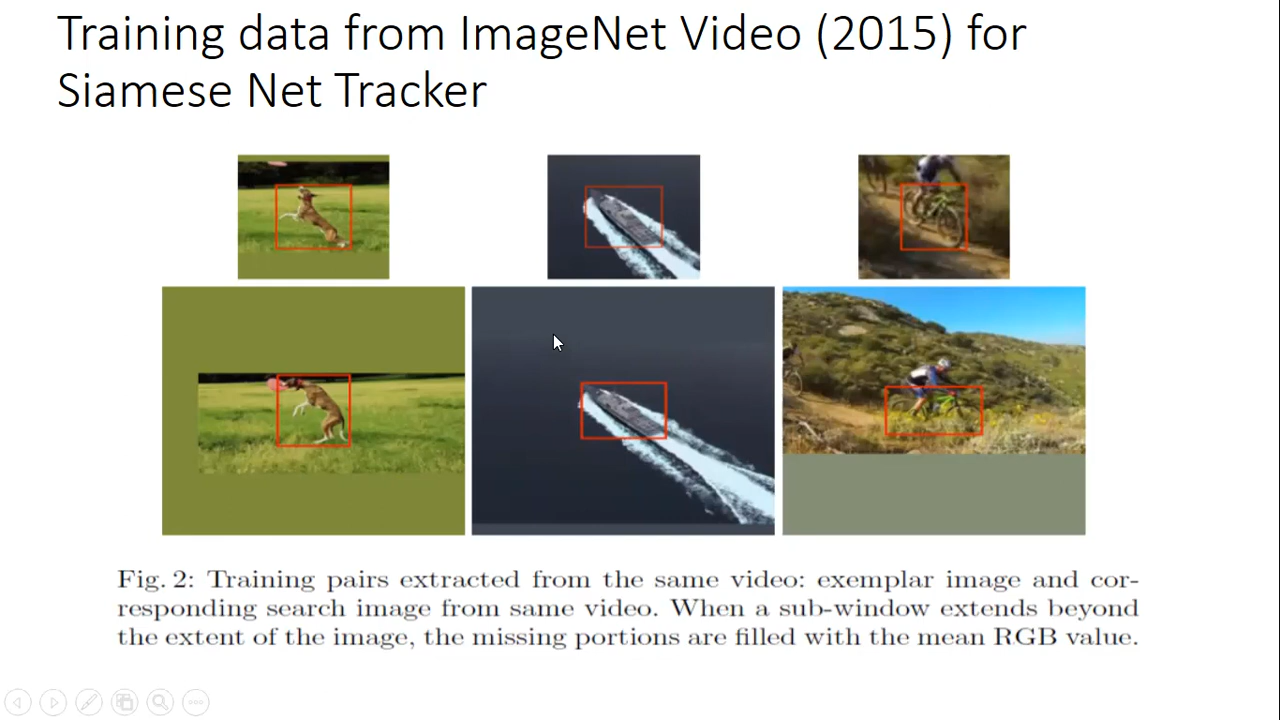 Training data from ImageNet Video (2015) for
Siamese Net Tracker
Fig. 2: Training pairs extracted from the same video: exemplar image and cor-
responding search image from same video. When a sub-window extends beyond
the extent of the image, the missing portions are filled with the mean RGB value.